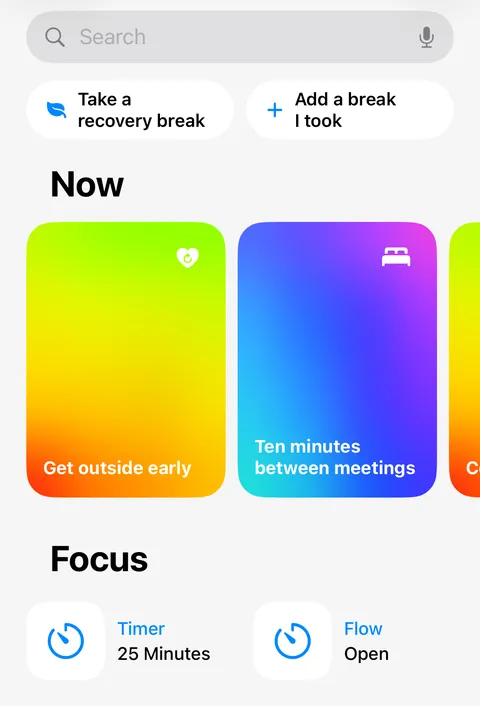 Search
Take a
recovery break
Add a break
I took
Now
Get outside early
Ten minutes
between meetings
Focus
Timer
25 Minutes
Flow
Open